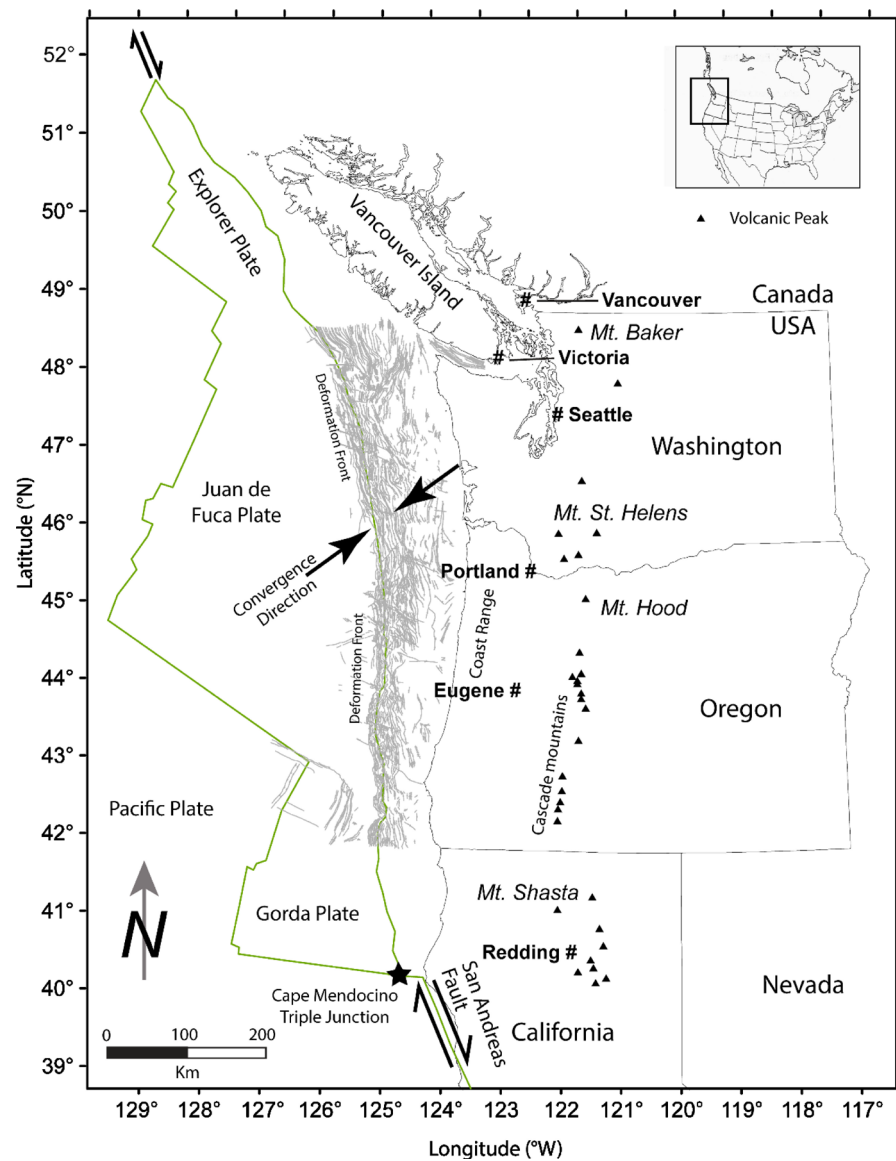 52°
51°
50°
49°
48°
47°
46°
45°
44°
43°
42°
41°
40°
39°
Latitude (°N)
129°
128°
127°
126°
125°
124°
123°
122°
121°
120°
119°
118°
117°
Longitude (°W)
Explorer Plate
Vancouver Island
Volcanic Peak
Canada
USA
# Vancouver
Mt. Baker
# Victoria
# Seattle
Deformation Front
Washington
Juan de
Fuca Plate
Mt. St. Helens
Convergence
Direction
Portland #
Mt. Hood
Coast Range
Deformation Front
Eugene #
Oregon
Cascade mountains
Pacific Plate
Mt. Shasta
N
Gorda Plate
Redding #
Cape Mendocino
Triple Junction
San Andreas
Fault
Nevada
California
0 100 200
Km